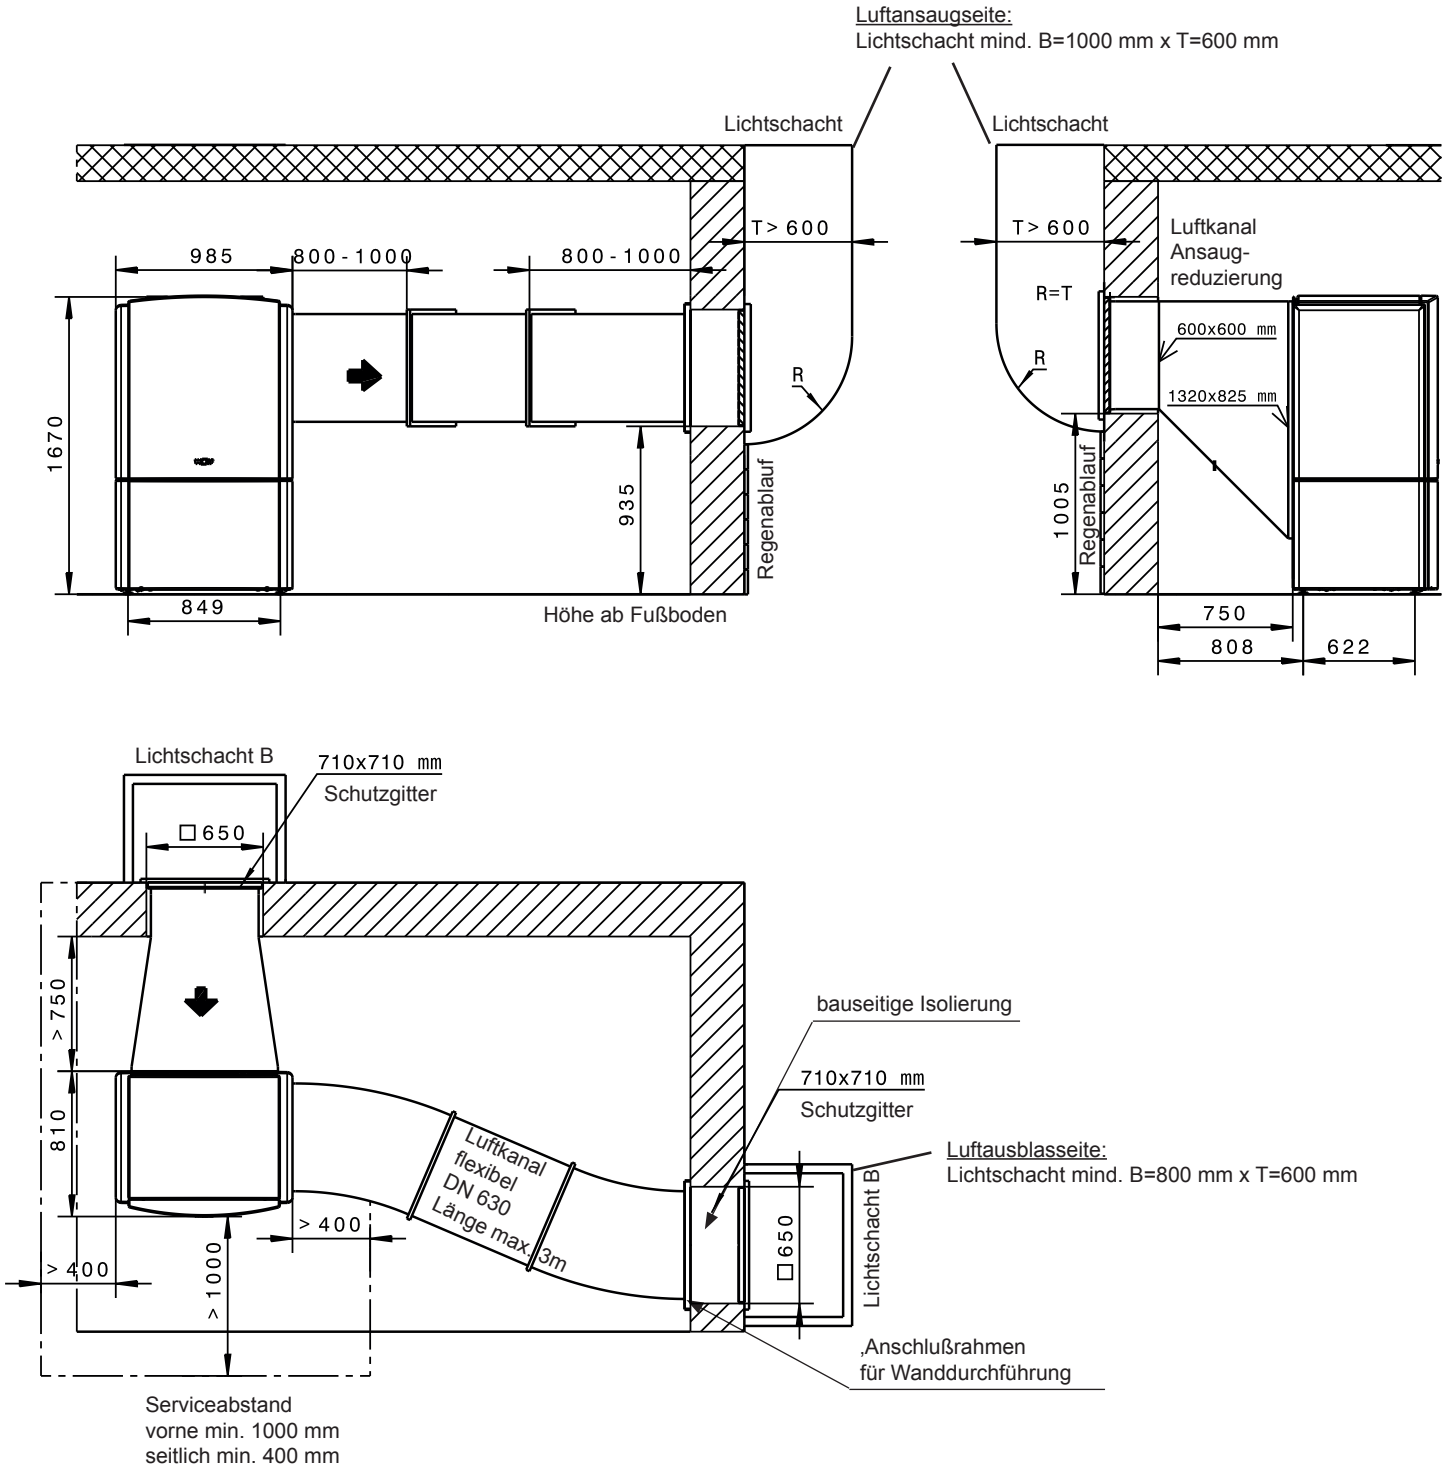 Luftansaugseite:
Lichtschacht mind. B=1000 mm x T=600 mm
Lichtschacht
Lichtschacht
T> 600
T> 600
985
800-1000
800-1000
Luftkanal
Ansaug-
reduzierung
R=T
600x600 mm
R
R
1320x825 mm
1670
935
Regenablauf
1005
Regenablauf
849
Höhe ab Fußboden
750
808
622
Lichtschacht B
710x710 mm
Schutzgitter
□650
> 750
bauseitige Isolierung
710x710 mm
Schutzgitter
810
Luftkanal
flexibel
DN 630
Länge max. 3m
Luftausblasseite:
Lichtschacht mind. B=800 mm x T=600 mm
Lichtschacht B
□650
> 400
> 400
>1000
,Anschlußrahmen
für Wanddurchführung
Serviceabstand
vorne min. 1000 mm
seitlich min. 400 mm